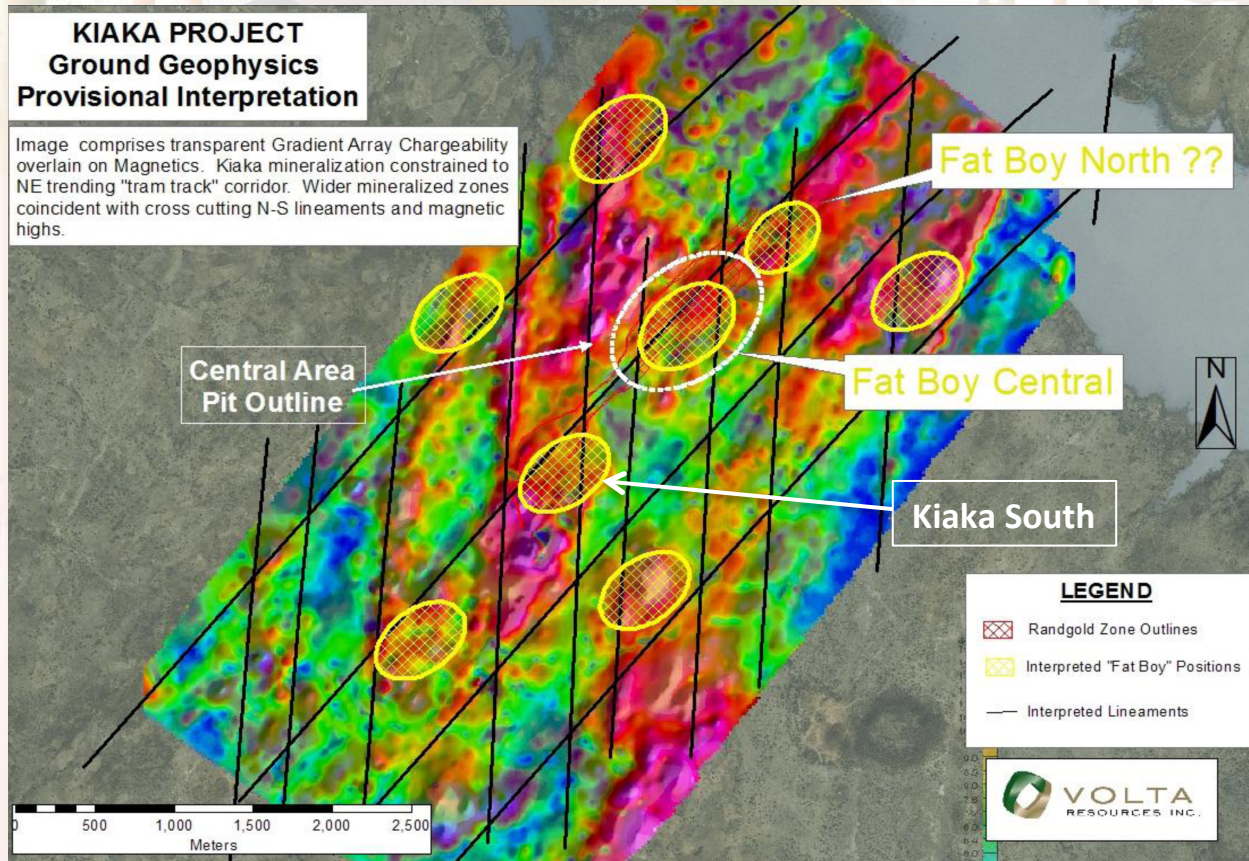 KIAKA PROJECT
Ground Geophysics
Provisional Interpretation
Image comprises transparent Gradient Array Chargeability
overlain on Magnetics. Kiaka mineralization constrained to
NE trending "tram track" corridor. Wider mineralized zones
coincident with cross cutting N-S lineaments and magnetic
highs.
Fat Boy North ??
Central Area
Pit Outline
Fat Boy Central
N
Kiaka South
LEGEND
Randgold Zone Outlines
Interpreted "Fat Boy" Positions
Interpreted Lineaments
0 500 1,000 1,500 2,000 2,500
Meters
VOLTA
RESOURCES INC.